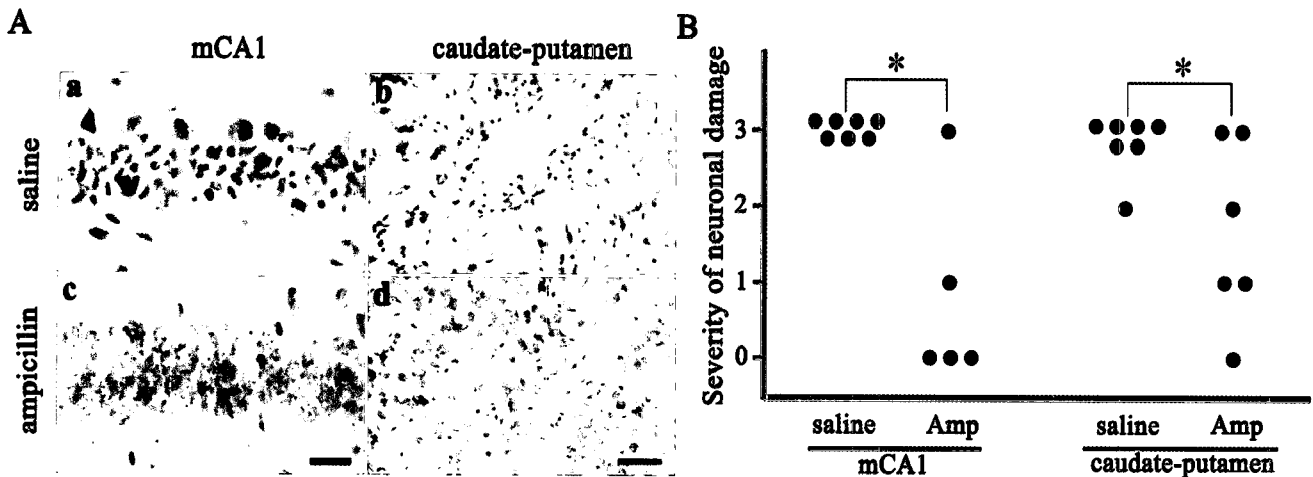 A
mCA1
caudate-putamen
a
b
saline
c
d
ampicillin
B
Severity of neuronal damage
3
2
1
0
*
*
saline
Amp
saline
Amp
mCA1
caudate-putamen